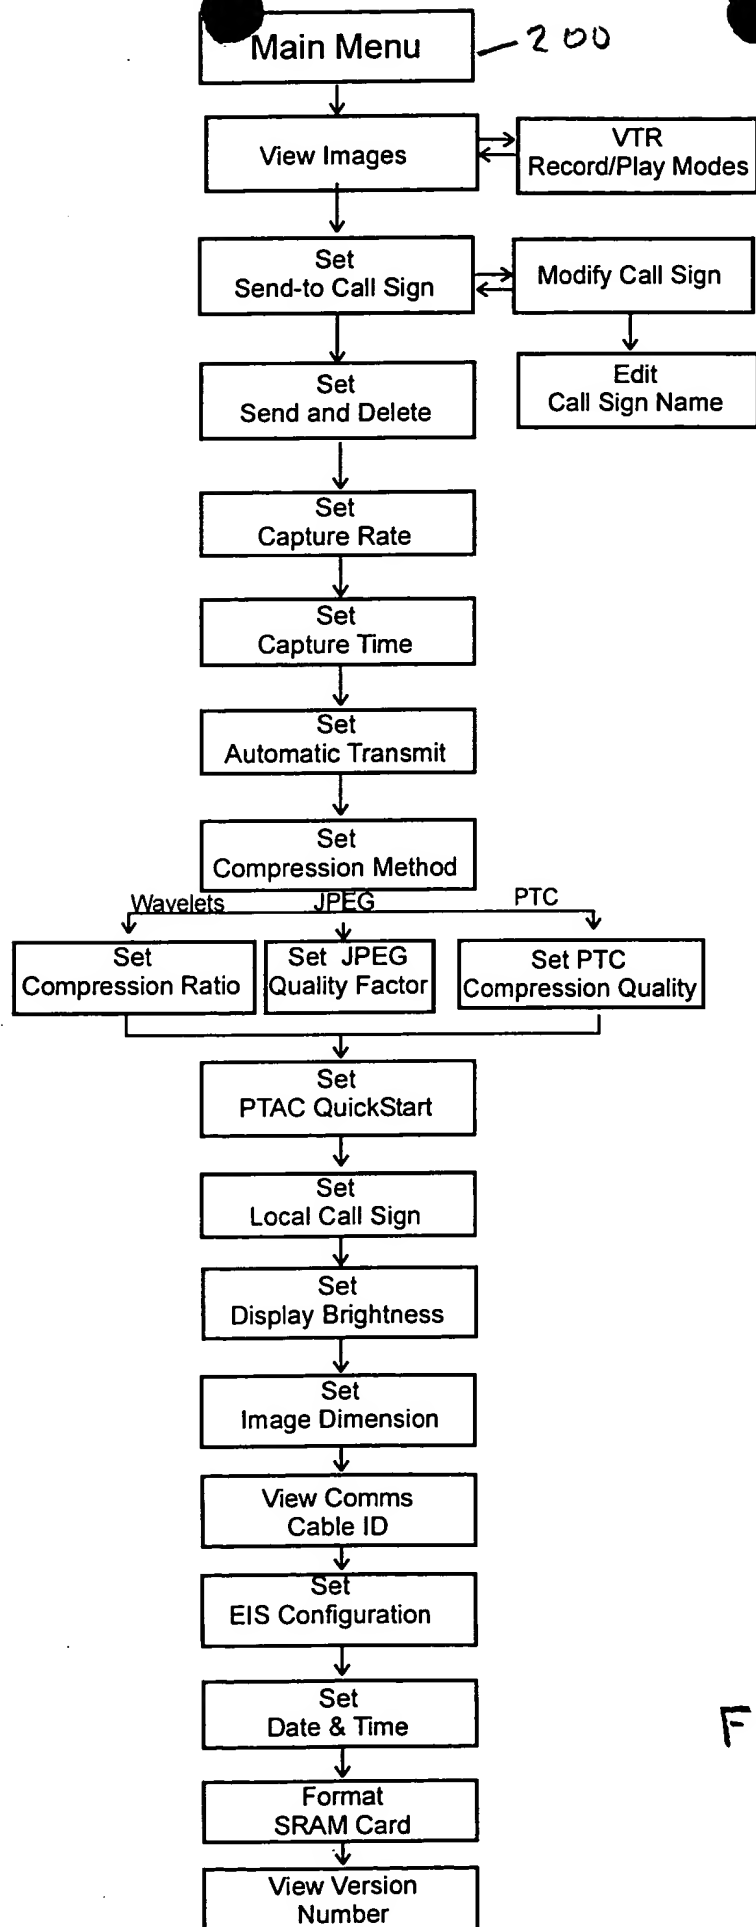 Main Menu
200
View Images
VTR
Record/Play Modes
Set
Send-to Call Sign
Modify Call Sign
Set
Send and Delete
Edit
Call Sign Name
Set
Capture Rate
Set
Capture Time
Set
Automatic Transmit
Set
Compression Method
Wavelets
JPEG
PTC
Set
Compression Ratio
Set JPEG
Quality Factor
Set PTC
Compression Quality
Set
PTAC QuickStart
Set
Local Call Sign
Set
Display Brightness
Set
Image Dimension
View Comms
Cable ID
Set
EIS Configuration
Set
Date & Time
F
Format
SRAM Card
View Version
Number